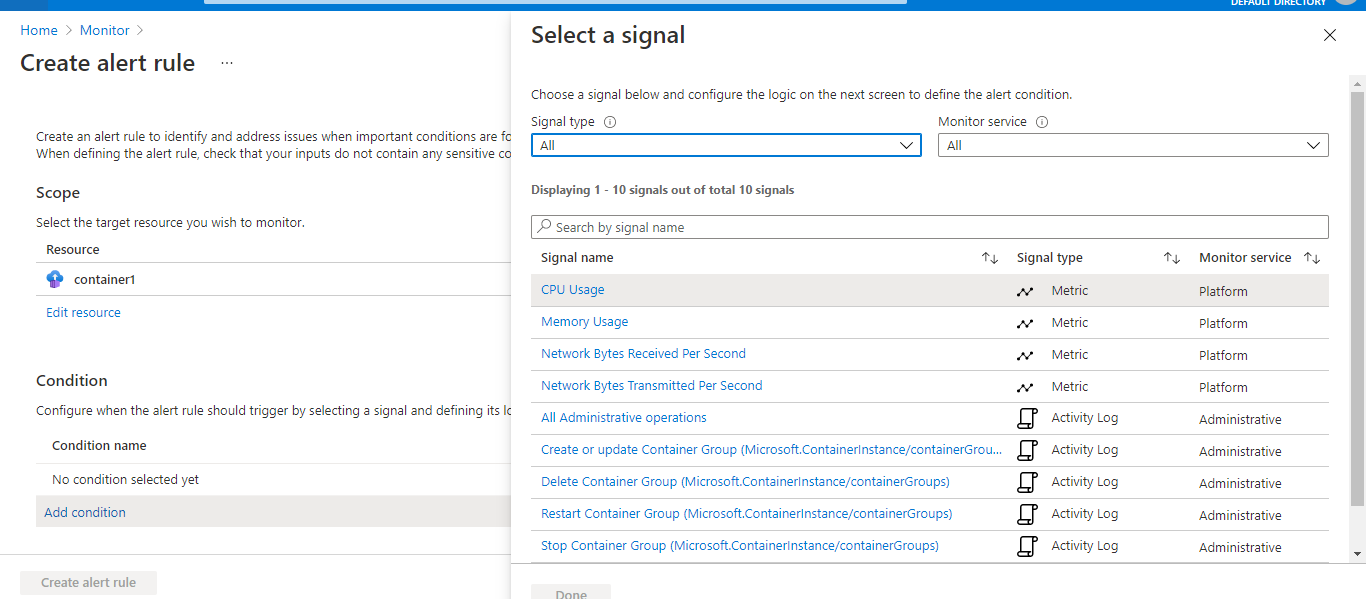 DEFAULT DIRECTORY
Home > Monitor >
Create alert rule ...
Create an alert rule to identify and address issues when important conditions are fo
When defining the alert rule, check that your inputs do not contain any sensitive co
Scope
Select the target resource you wish to monitor.
Resource
container1
Edit resource
Condition
Configure when the alert rule should trigger by selecting a signal and defining its lo
Condition name
No condition selected yet
Add condition
Create alert rule
Select a signal
Choose a signal below and configure the logic on the next screen to define the alert condition.
Signal type Monitor service
All All
Displaying 1 - 10 signals out of total 10 signals
Search by signal name
Signal name Signal type Monitor service
CPU Usage Metric Platform
Memory Usage Metric Platform
Network Bytes Received Per Second Metric Platform
Network Bytes Transmitted Per Second Metric Platform
All Administrative operations Activity Log Administrative
Create or update Container Group (Microsoft.ContainerInstance/containerGrou... Activity Log Administrative
Delete Container Group (Microsoft.ContainerInstance/containerGroups) Activity Log Administrative
Restart Container Group (Microsoft.ContainerInstance/containerGroups) Activity Log Administrative
Stop Container Group (Microsoft.ContainerInstance/containerGroups) Activity Log Administrative
Done